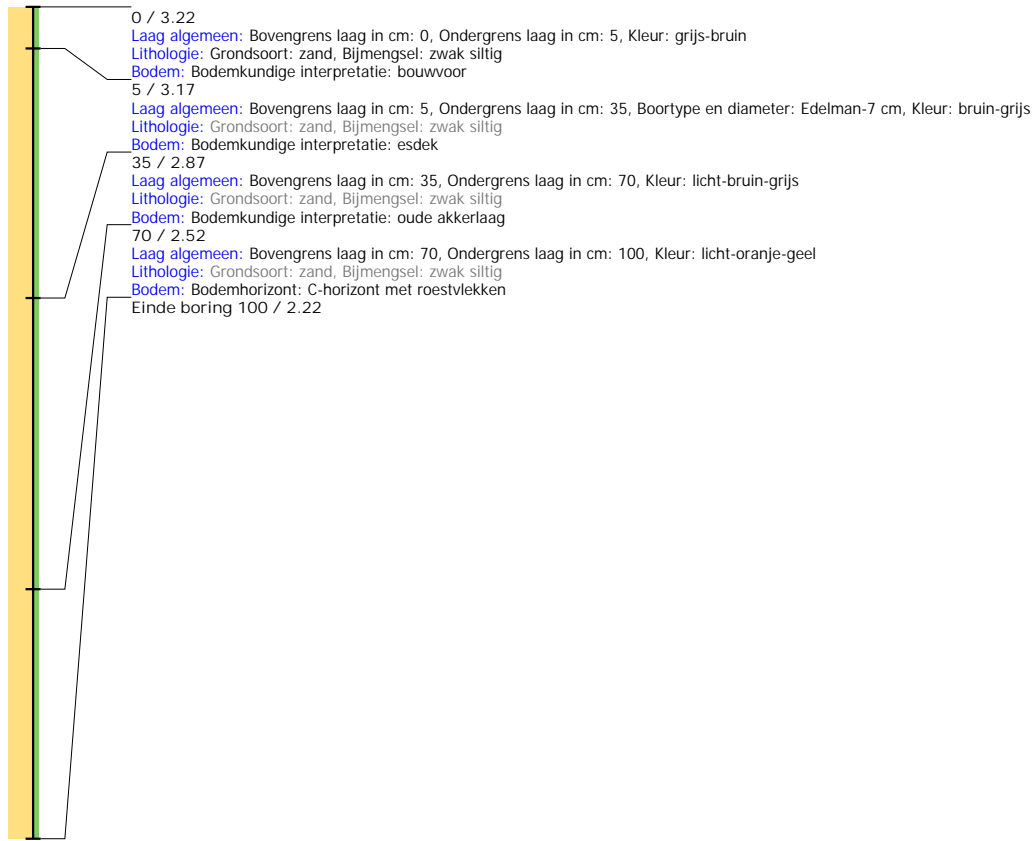 0 / 3.22
Laag algemeen: Bovengrens laag in cm: 0, Ondergrens laag in cm: 5, Kleur: grijs-bruin
Lithologie: Grondsoort: zand, Bijmengsel: zwak siltig
Bodem: Bodemkundige interpretatie: bouwvoor
5 / 3.17
Laag algemeen: Bovengrens laag in cm: 5, Ondergrens laag in cm: 35, Boortype en diameter: Edelman-7 cm, Kleur: bruin-grijs
Lithologie: Grondsoort: zand, Bijmengsel: zwak siltig
Bodem: Bodemkundige interpretatie: esdek
35 / 2.87
Laag algemeen: Bovengrens laag in cm: 35, Ondergrens laag in cm: 70, Kleur: licht-bruin-grijs
Lithologie: Grondsoort: zand, Bijmengsel: zwak siltig
Bodem: Bodemkundige interpretatie: oude akkerlaag
70 / 2.52
Laag algemeen: Bovengrens laag in cm: 70, Ondergrens laag in cm: 100, Kleur: licht-oranje-geel
Lithologie: Grondsoort: zand, Bijmengsel: zwak siltig
Bodem: Bodemhorizont: C-horizont met roestvlekken
Einde boring 100 / 2.22